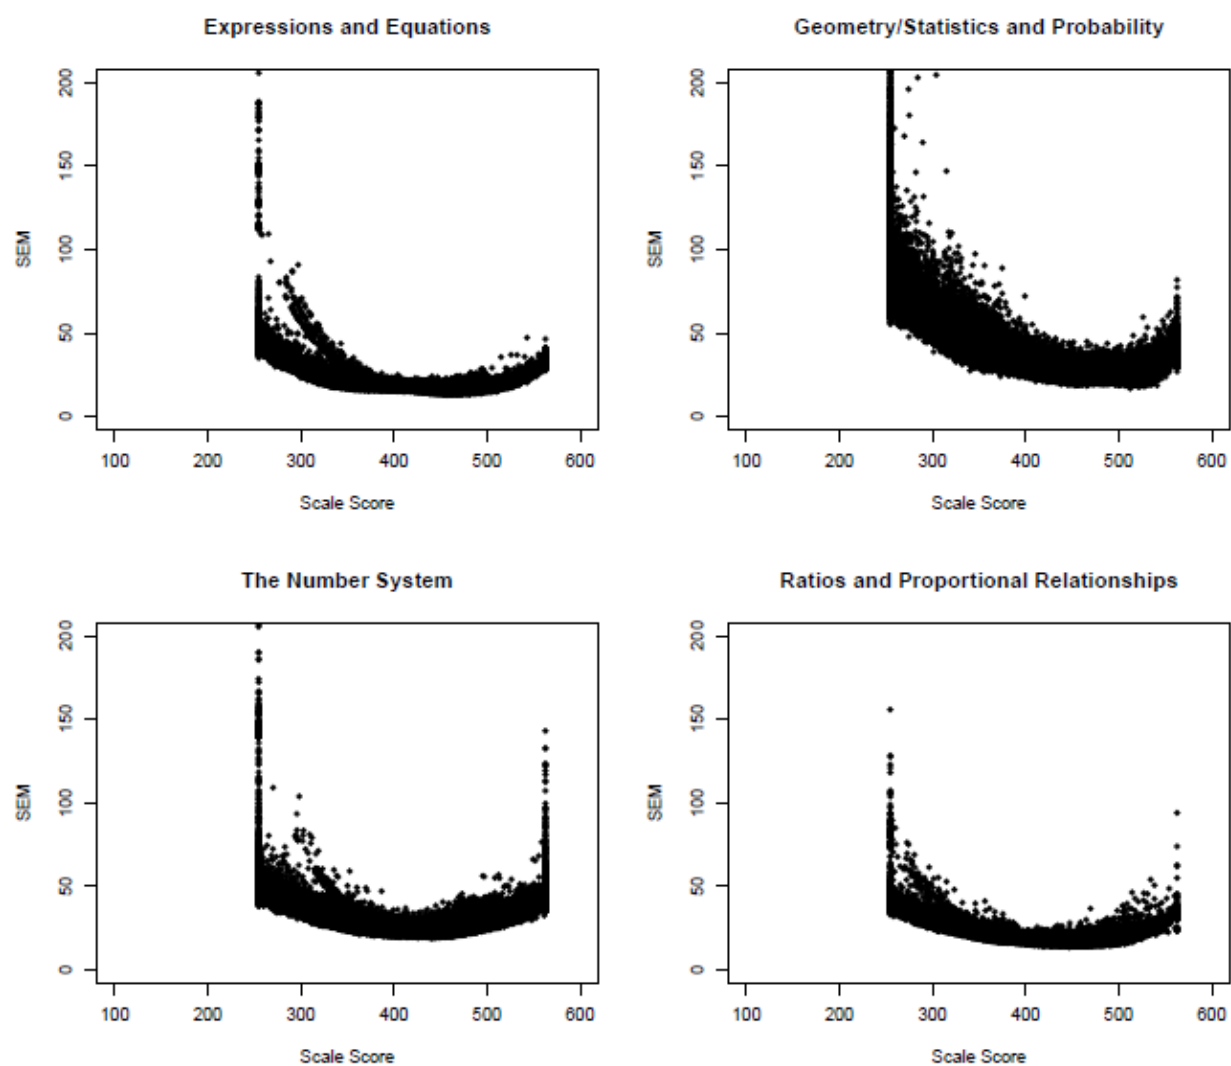 Expressions and Equations
Geometry/Statistics and Probability
200
150
100
50
0
SEM
100 200 300 400 500 600
Scale Score
200
150
100
50
0
SEM
100 200 300 400 500 600
Scale Score
The Number System
Ratios and Proportional Relationships
200
150
100
50
0
SEM
100 200 300 400 500 600
Scale Score
200
150
100
50
0
SEM
100 200 300 400 500 600
Scale Score